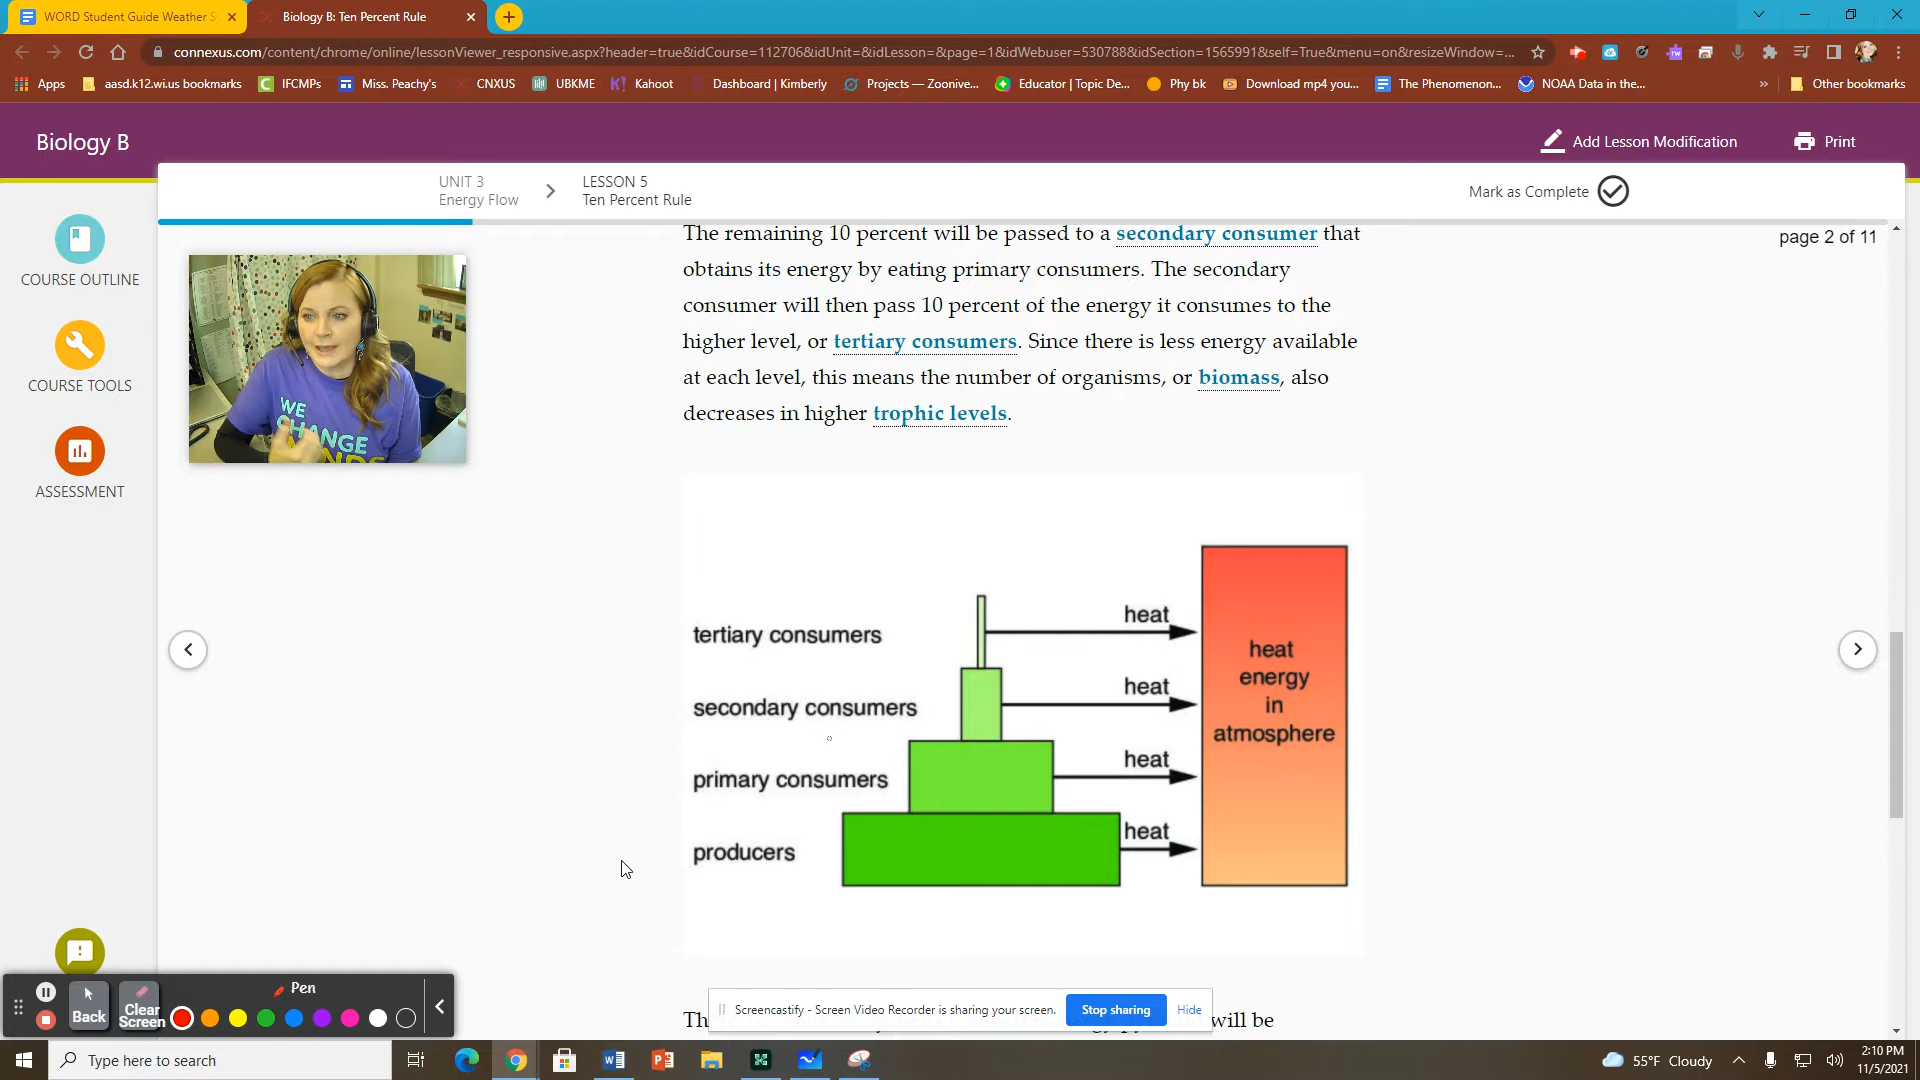 WORD Student Guide Weather S
Biology B: Ten Percent Rule
connexus.com/content/chrome/online/lessonViewer_responsive.aspx?header=true&idCourse=112706&idUnit=&idLesson=&page=1&idWebuser=530788&idSection=1565991&self=True&menu=on&resizeWindow=...
Apps
aasd.k12.wi.us bookmarks
IFCMPs
Miss. Peachy's
CNXUS
UBKME
Kahoot
Dashboard | Kimberly
Projects — Zoonive...
Educator | Topic De...
Phy bk
Download mp4 you...
The Phenomenon...
NOAA Data in the...
»
Other bookmarks
Biology B
Add Lesson Modification
Print
UNIT 3
Energy Flow
LESSON 5
Ten Percent Rule
Mark as Complete
page 2 of 11
COURSE OUTLINE
COURSE TOOLS
ASSESSMENT
WE
CHANGE
The remaining 10 percent will be passed to a secondary consumer that
obtains its energy by eating primary consumers. The secondary
consumer will then pass 10 percent of the energy it consumes to the
higher level, or tertiary consumers. Since there is less energy available
at each level, this means the number of organisms, or biomass, also
decreases in higher trophic levels.
tertiary consumers
heat
secondary consumers
heat
primary consumers
heat
producers
heat
heat
energy
in
atmosphere
will be
Screencastify - Screen Video Recorder is sharing your screen.
Stop sharing
Hide
Pen
Back
Clear
Screen
Type here to search
55°F Cloudy
2:10 PM
11/5/2021